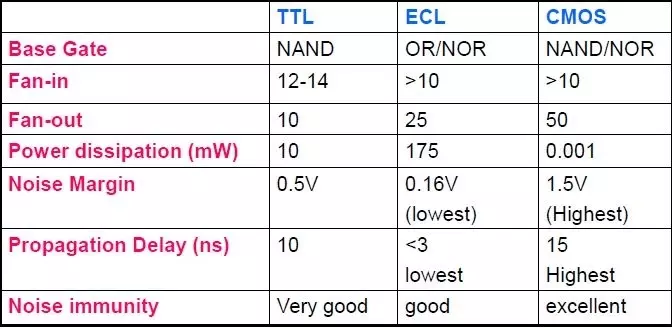 TTL ECL CMOS
Base Gate NAND OR/NOR NAND/NOR
Fan-in 12-14 >10 >10
Fan-out 10 25 50
Power dissipation (mW) 10 175 0.001
Noise Margin 0.5V 0.16V 1.5V
(lowest) (Highest)
Propagation Delay (ns) 10 <3 15
lowest Highest
Noise immunity Very good good excellent